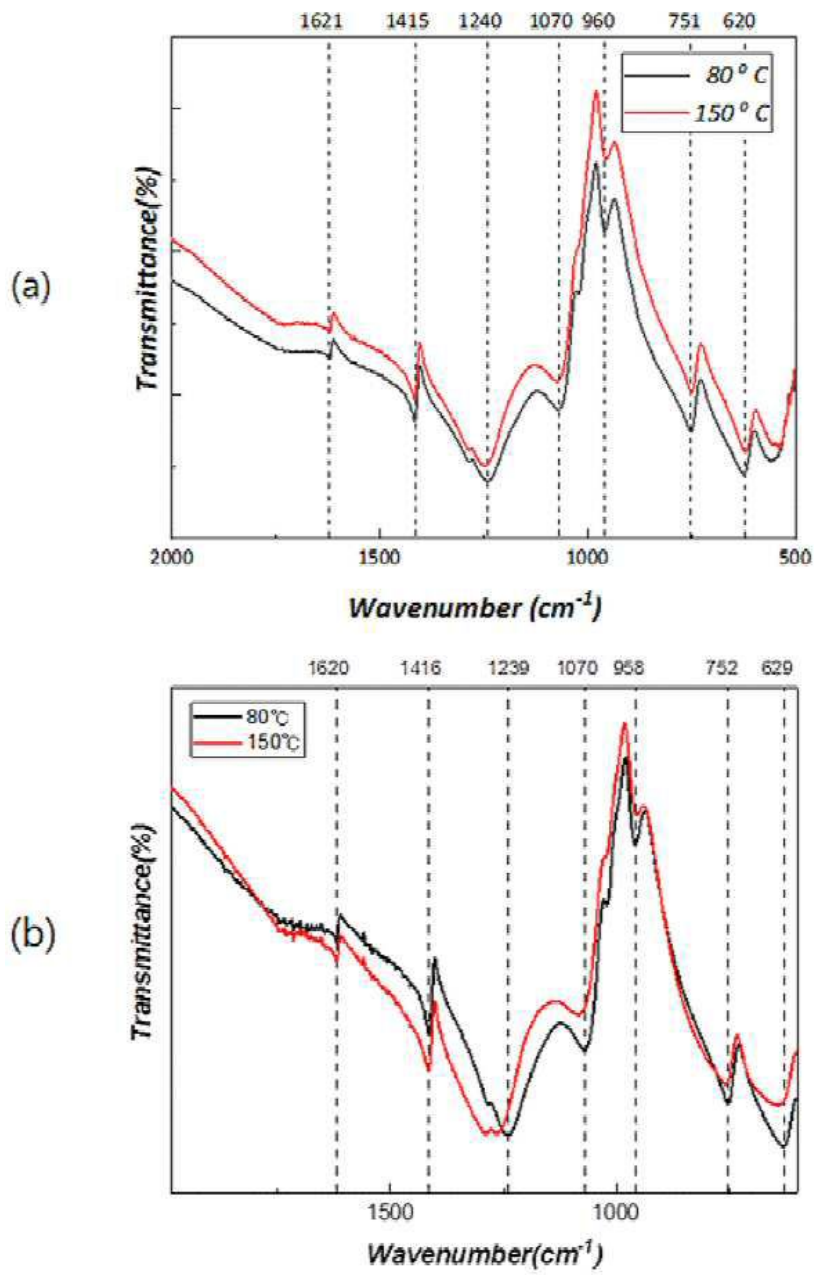 1621 1415 1240 1070 960 751 620
80 ° C
150 ° C
Transmittance(%)
(a)
2000 1500 1000 500
Wavenumber (cm-1)
1620 1416 1239 1070 958 752 629
80℃
150℃
Transmittance(%)
(b)
1500 1000
Wavenumber(cm-1)